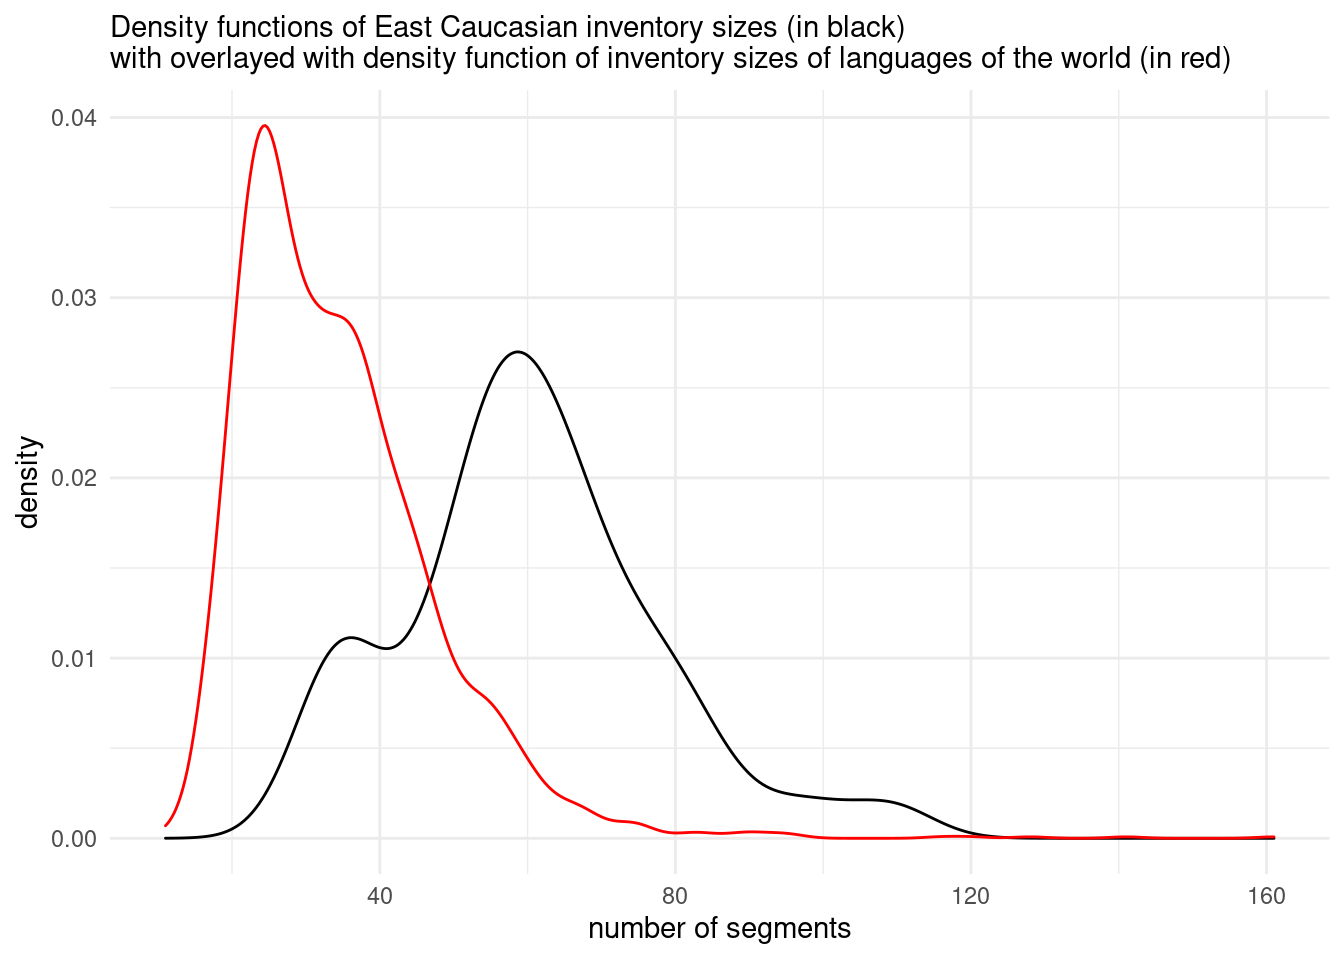 Density functions of East Caucasian inventory sizes (in black)
with overlayed with density function of inventory sizes of languages of the world (in red)
0.04
0.03
0.02
0.01
0.00
density
40
80
120
160
number of segments